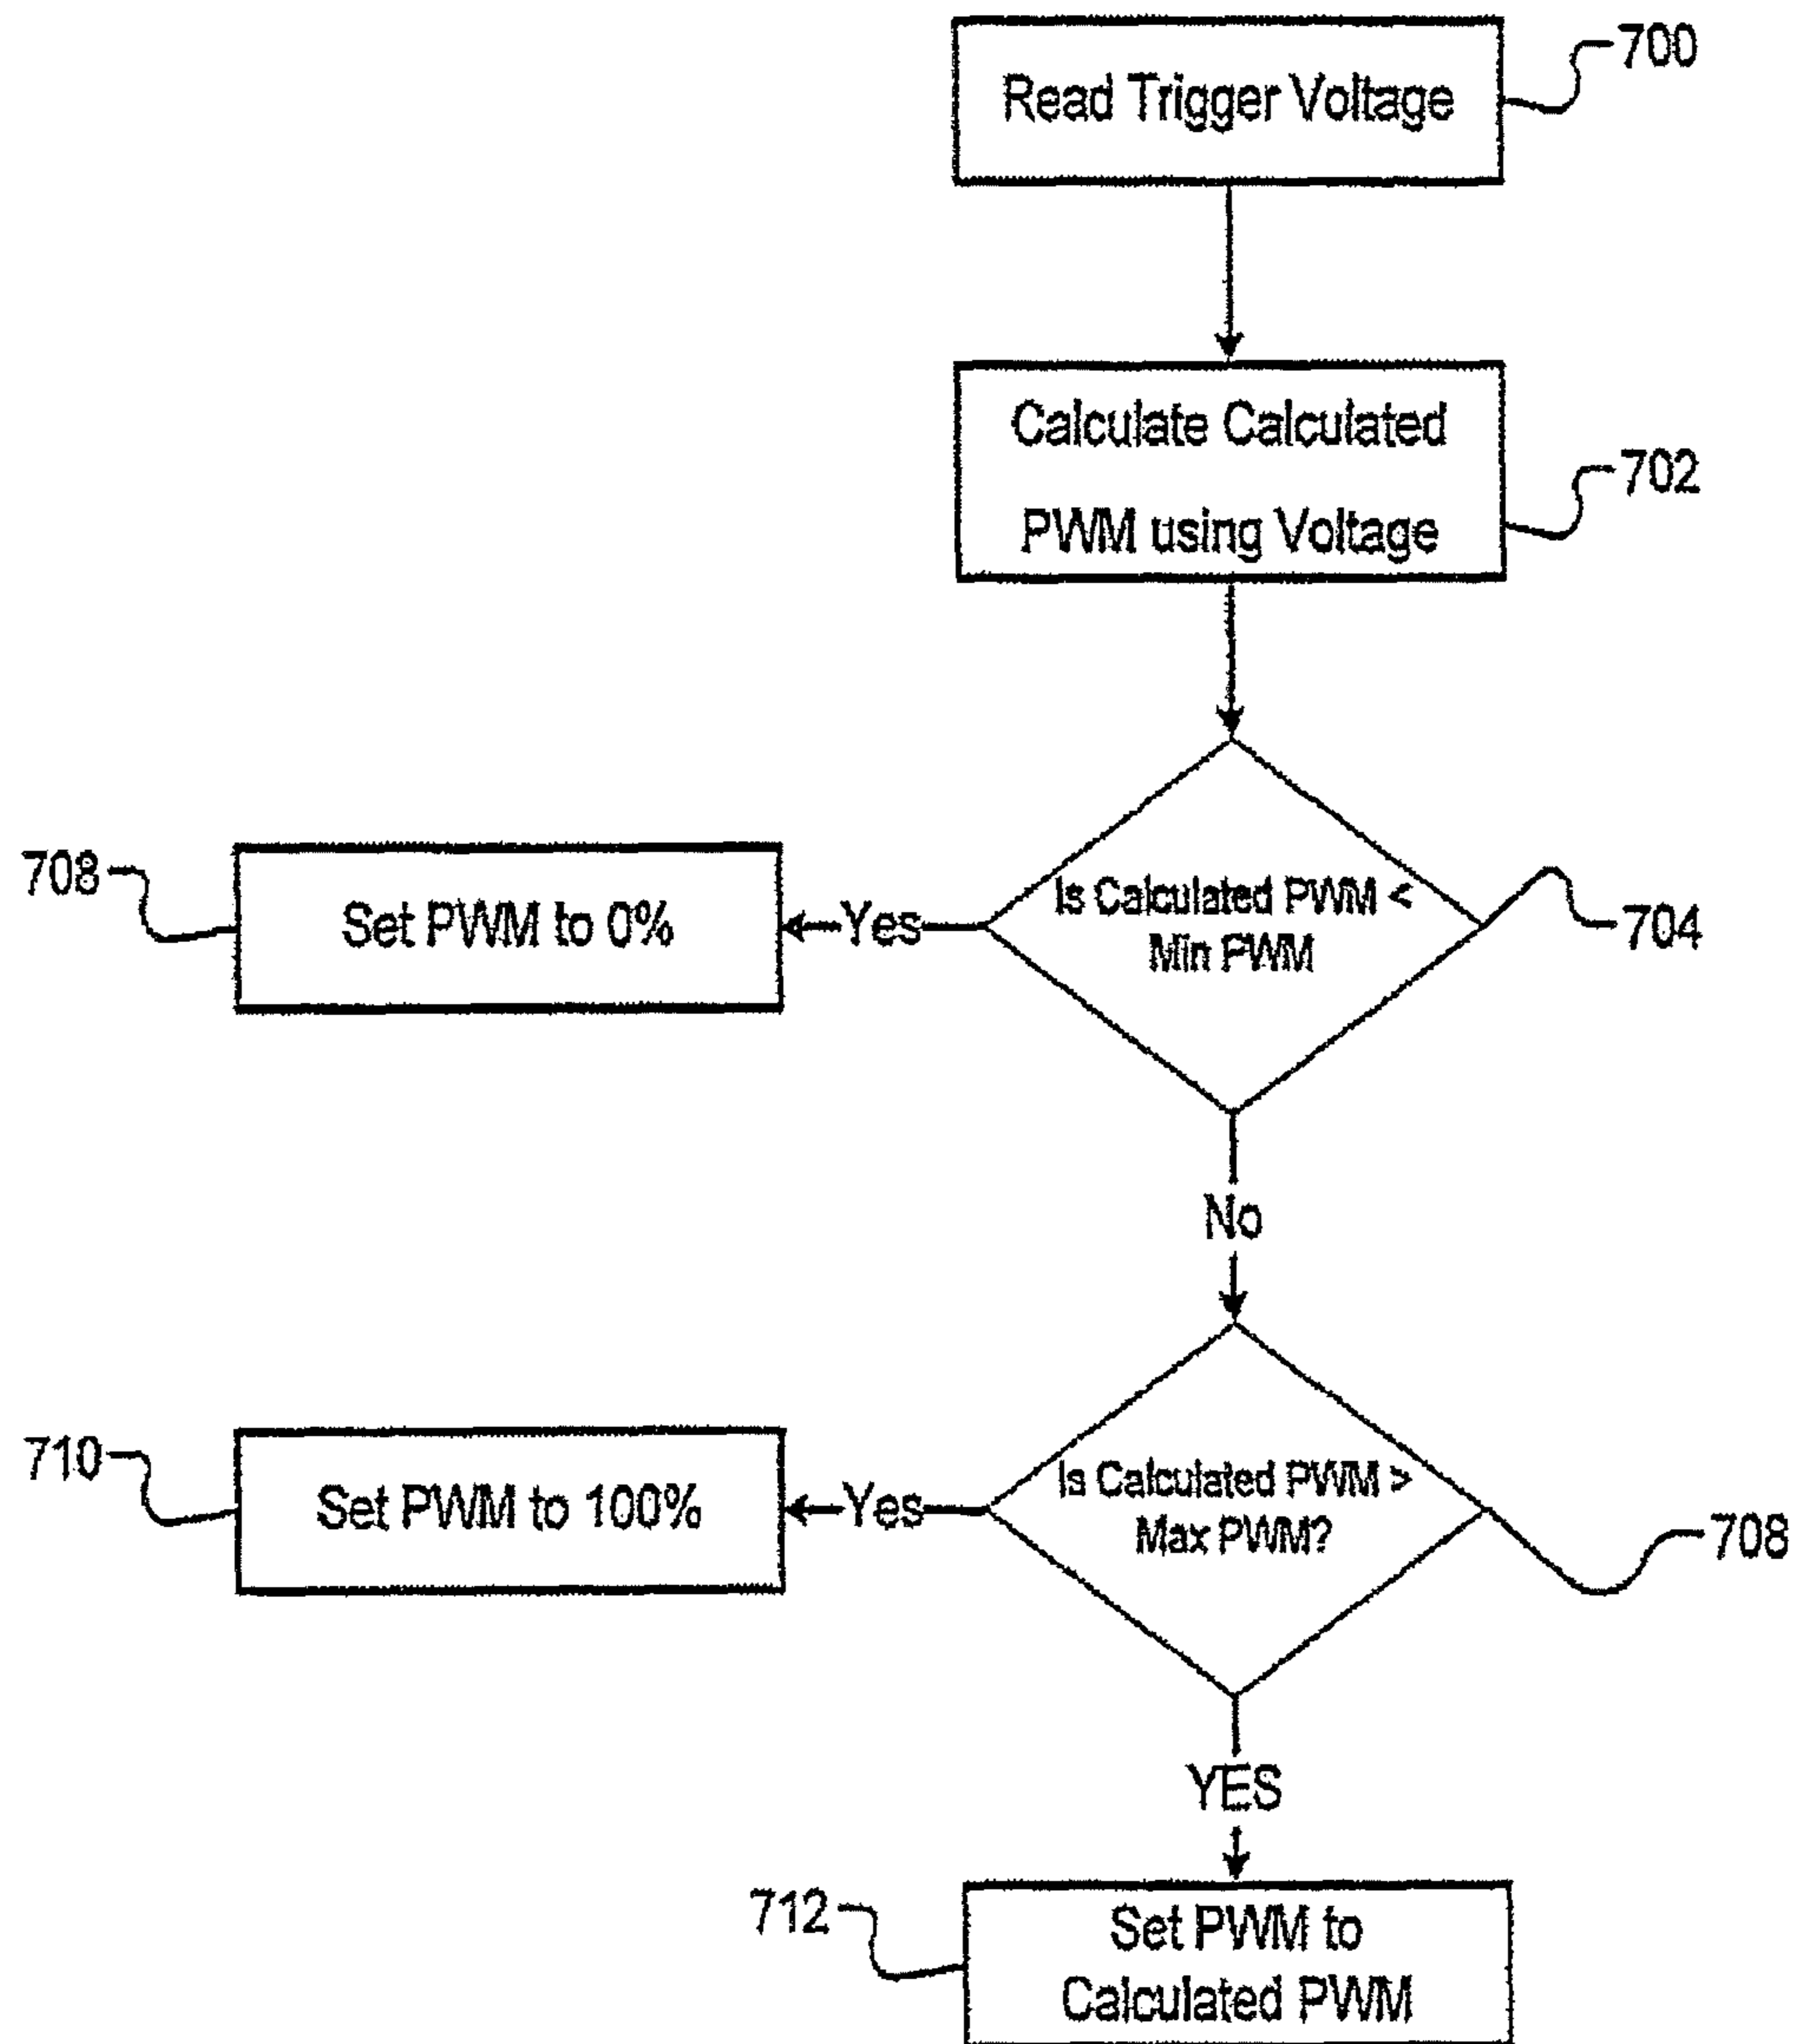 Read Trigger Voltage
700
Calculate Calculated
PWM using Voltage
702
Is Calculated PWM <
Min PWM
704
Yes
Set PWM to 0%
708
No
Is Calculated PWM >
Max PWM?
708
Yes
Set PWM to 100%
710
YES
Set PWM to
Calculated PWM
712